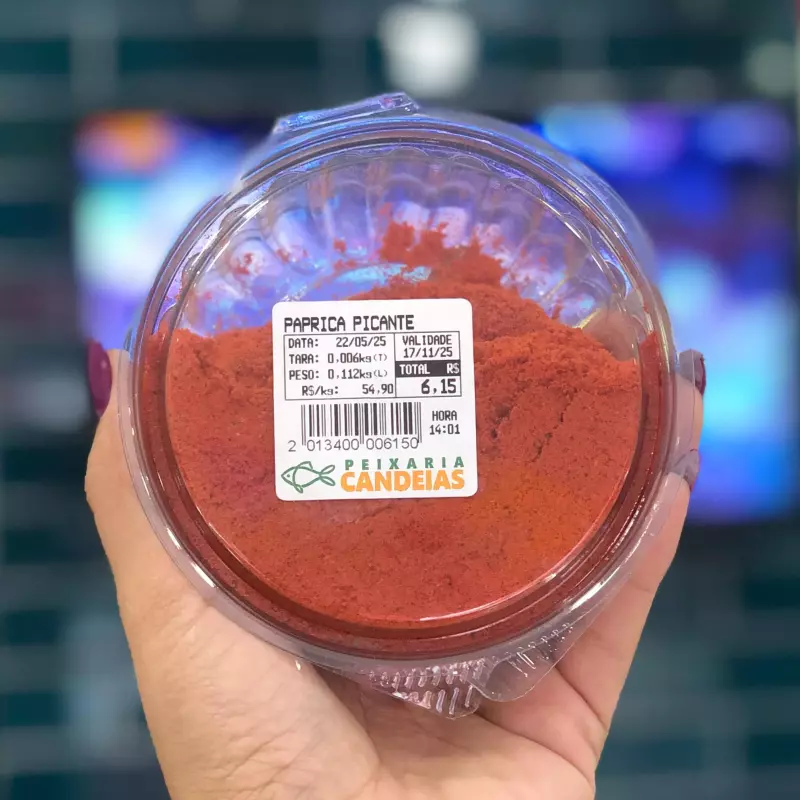 PAPRICA PICANTE
DATA: 22/05/25 VALIDADE
TARA: 0,006kg(T) 17/11/25
PESO: 0,112kg(L) TOTAL R$
R$/kg: 54,90 6,15
HORA
14:01
2 013400 006150
PEIXARIA
CANDEIAS